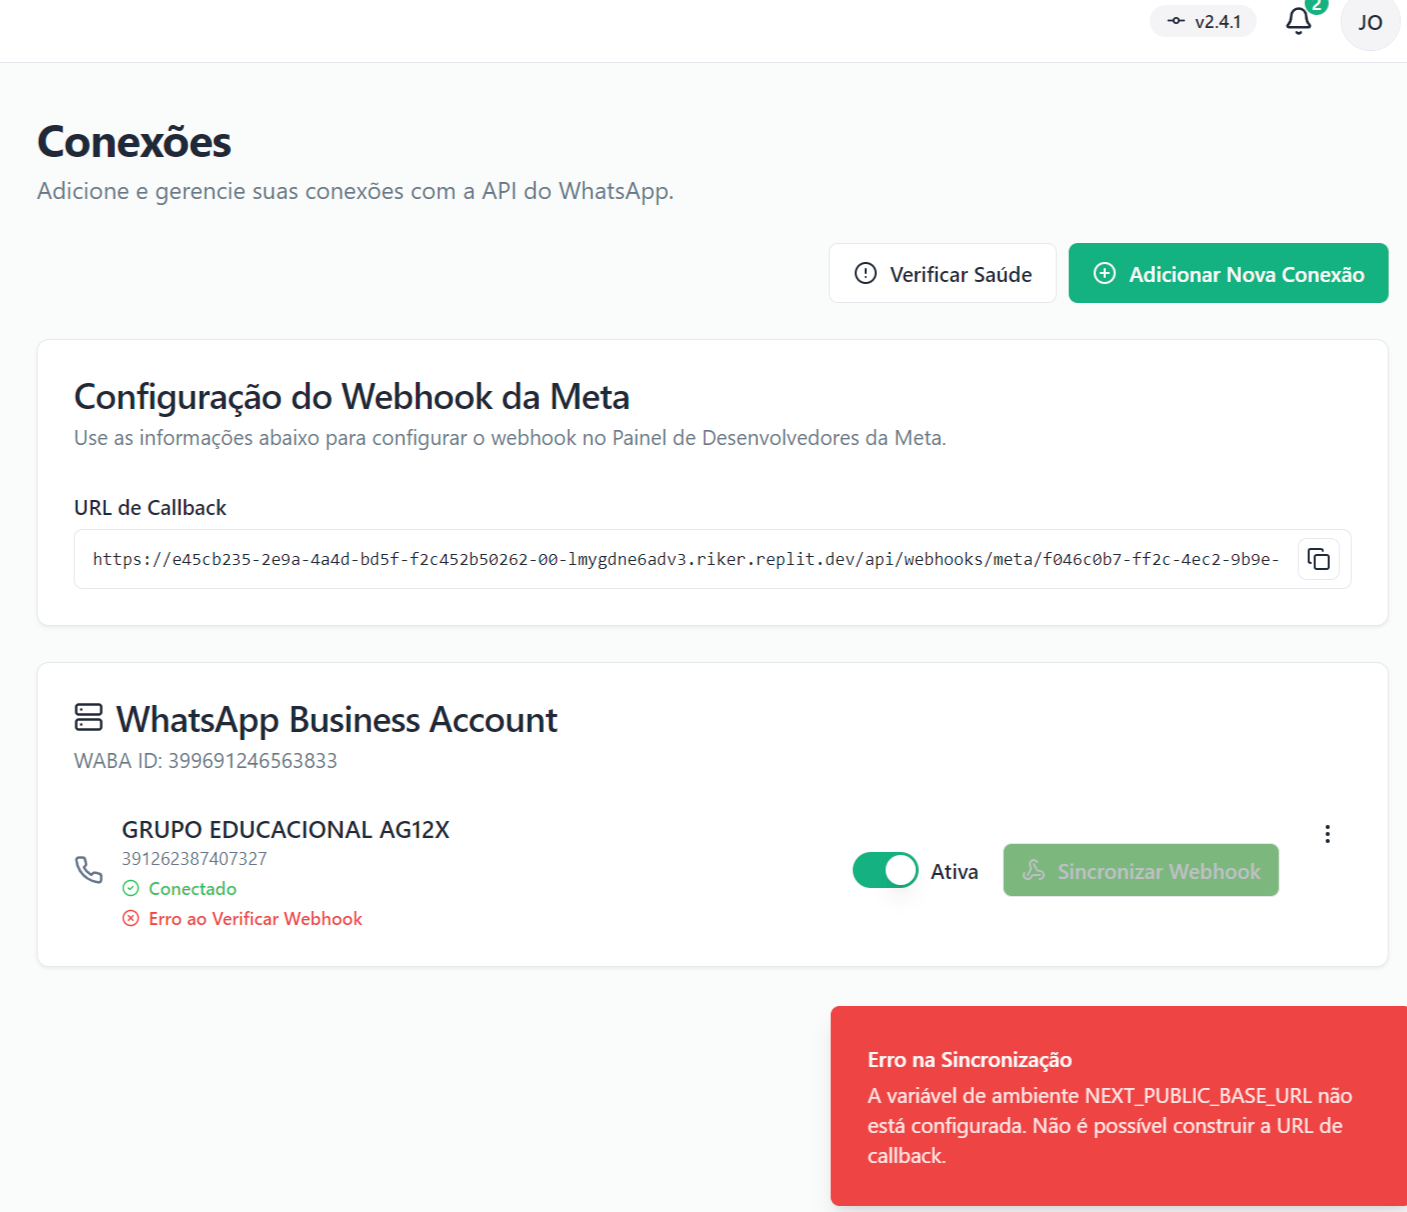 v2.4.1
2
JO
Conexões
Adicione e gerencie suas conexões com a API do WhatsApp.
Verificar Saúde
Adicionar Nova Conexão
Configuração do Webhook da Meta
Use as informações abaixo para configurar o webhook no Painel de Desenvolvedores da Meta.
URL de Callback
https://e45cb235-2e9a-4a4d-bd5f-f2c452b50262-00-lmygdne6adv3.riker.replit.dev/api/webhooks/meta/f046c0b7-ff2c-4ec2-9b9e-
WhatsApp Business Account
WABA ID: 399691246563833
GRUPO EDUCACIONAL AG12X
391262387407327
Conectado
Erro ao Verificar Webhook
Ativa
Sincronizar Webhook
Erro na Sincronização
A variável de ambiente NEXT_PUBLIC_BASE_URL não
está configurada. Não é possível construir a URL de
callback.